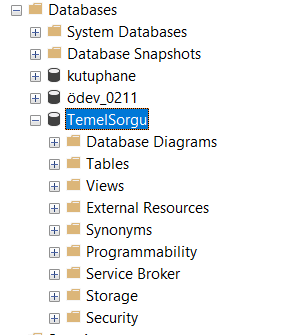 Databases
System Databases
Database Snapshots
kutuphane
ödev_0211
TemelSorgu
Database Diagrams
Tables
Views
External Resources
Synonyms
Programmability
Service Broker
Storage
Security